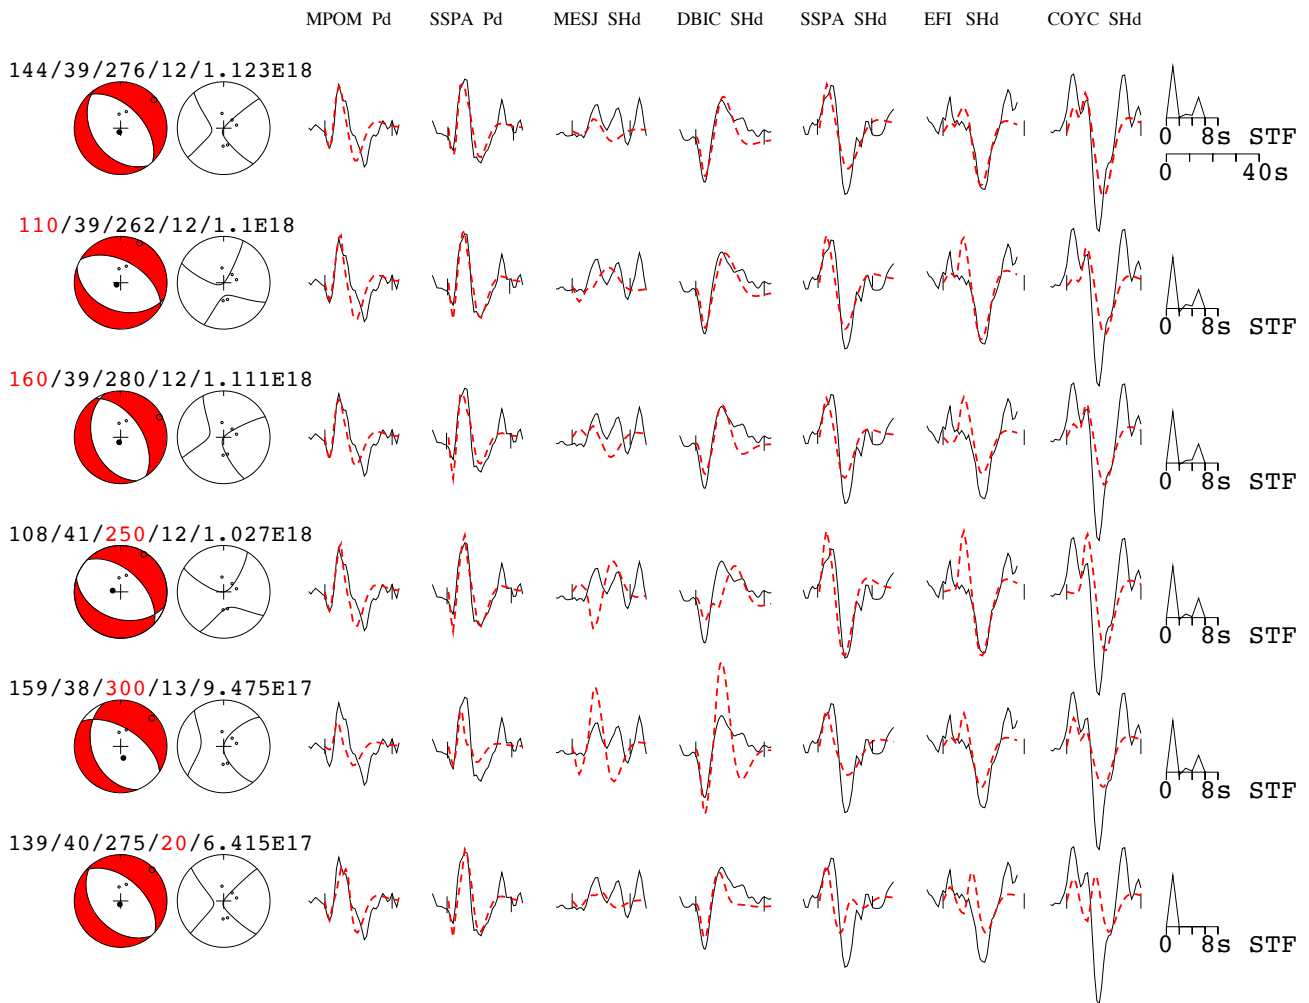 MPOM Pd SSPA Pd MESJ SHd DBIC SHd SSPA SHd EFI SHd COYC SHd
144/39/276/12/1.123E18
0 8s STF
0 40s
110/39/262/12/1.1E18
0 8s STF
160/39/280/12/1.111E18
0 8s STF
108/41/250/12/1.027E18
0 8s STF
159/38/300/13/9.475E17
0 8s STF
139/40/275/20/6.415E17
0 8s STF